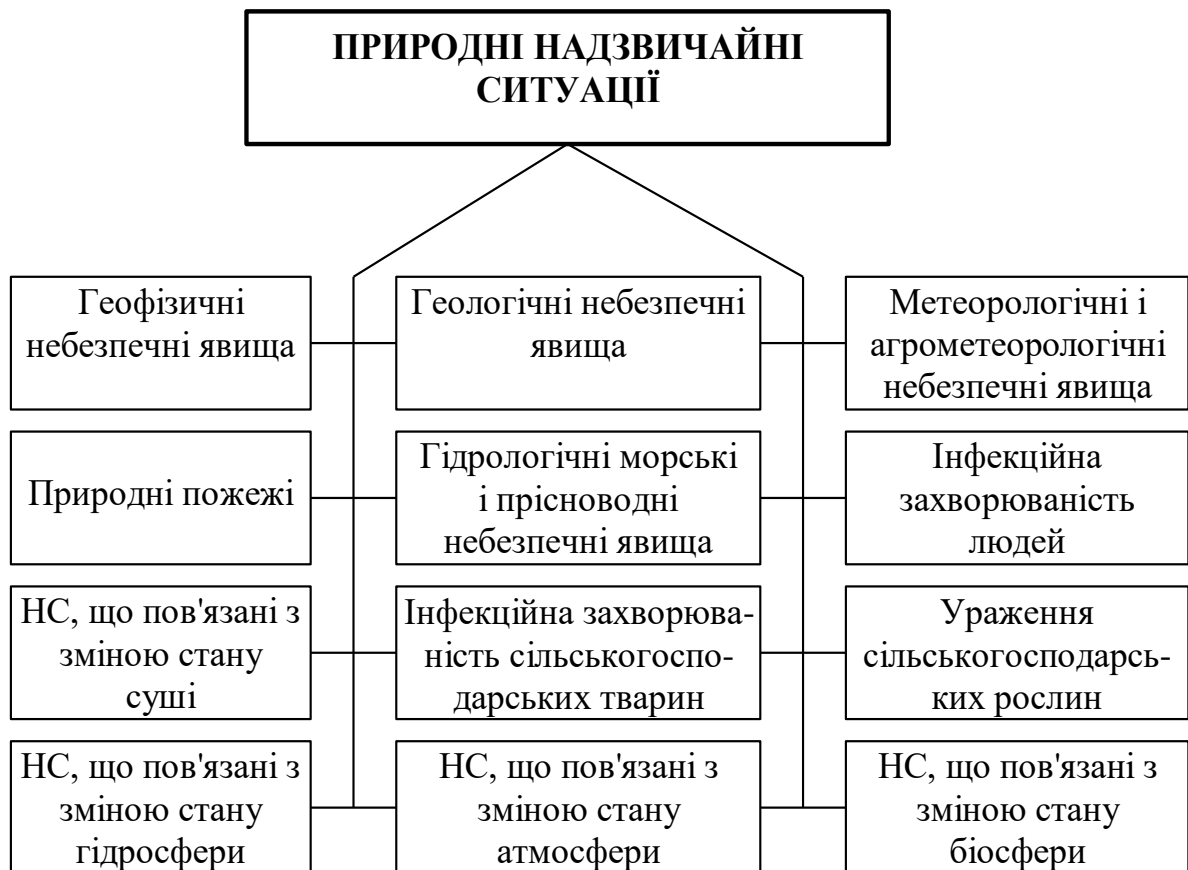 ПРИРОДНІ НАДЗВИЧАЙНІ
СИТУАЦІЇ
Геофізичні
небезпечні явища
Геологічні небезпечні
явища
Метеорологічні і
агрометеорологічні
небезпечні явища
Природні пожежі
Гідрологічні морські
і прісноводні
небезпечні явища
Інфекційна
захворюваність
людей
НС, що пов'язані з
зміною стану
суші
Інфекційна захворюва-
ність сільськогоспо-
дарських тварин
Ураження
сільськогосподарсь-
ких рослин
НС, що пов'язані з
зміною стану
гідросфери
НС, що пов'язані з
зміною стану
атмосфери
НС, що пов'язані з
зміною стану
біосфери